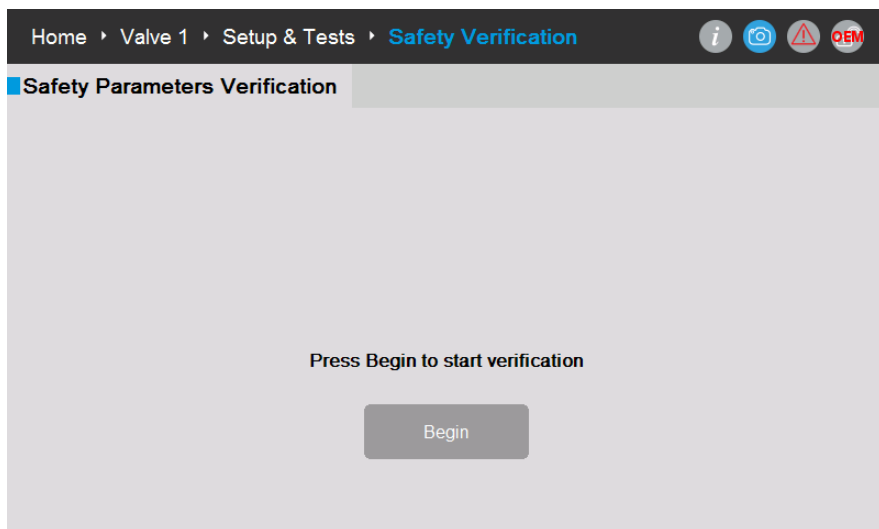 Home ‣ Valve 1 ‣ Setup & Tests ‣ Safety Verification i OEM
Safety Parameters Verification
Press Begin to start verification
Begin